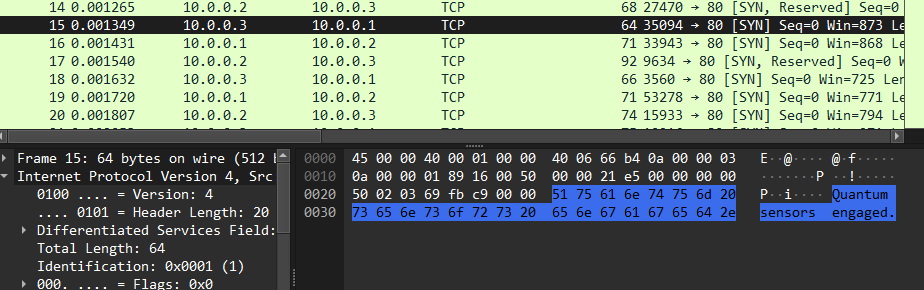 14 0.001265 10.0.0.2 10.0.0.3 TCP 68 27470 → 80 [SYN, Reserved] Seq=0
15 0.001349 10.0.0.3 10.0.0.1 TCP 64 35094 → 80 [SYN] Seq=0 Win=873 Le
16 0.001431 10.0.0.1 10.0.0.2 TCP 71 33943 → 80 [SYN] Seq=0 Win=868 Le
17 0.001540 10.0.0.2 10.0.0.3 TCP 92 9634 → 80 [SYN, Reserved] Seq=0 W
18 0.001632 10.0.0.3 10.0.0.1 TCP 66 3560 → 80 [SYN] Seq=0 Win=725 Len
19 0.001720 10.0.0.1 10.0.0.2 TCP 71 53278 → 80 [SYN] Seq=0 Win=771 Le
20 0.001807 10.0.0.2 10.0.0.3 TCP 74 15933 → 80 [SYN] Seq=0 Win=794 Le
Frame 15: 64 bytes on wire (512 b
Internet Protocol Version 4, Src
0100 .... = Version: 4
.... 0101 = Header Length: 20
Differentiated Services Field:
Total Length: 64
Identification: 0x0001 (1)
000. .... = Flags: 0x0
0000 45 00 00 40 00 01 00 00 40 06 66 b4 0a 00 00 03 E··@···· @·f·····
0010 0a 00 00 01 89 16 00 50 00 00 21 e5 00 00 00 00 ·······P ··!·····
0020 50 02 03 69 fb c9 00 00 51 75 61 6e 74 75 6d 20 P··i···· Quantum
0030 73 65 6e 73 6f 72 73 20 65 6e 67 61 67 65 64 2e sensors engaged.